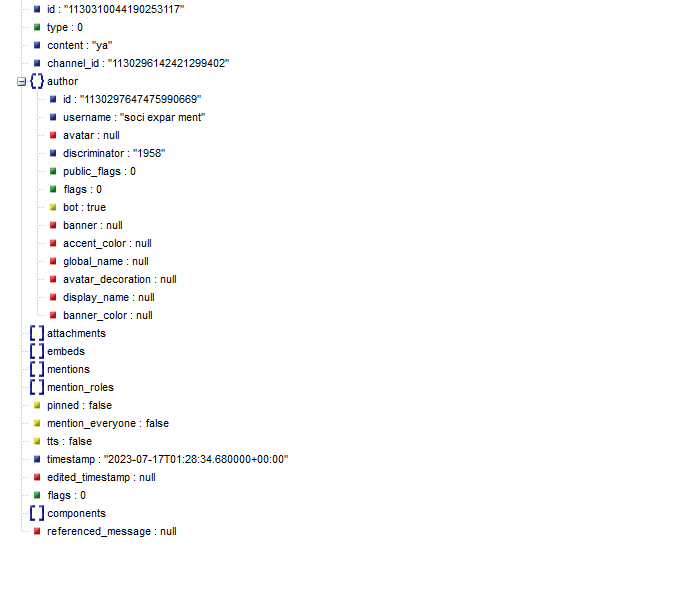 id : "1130310044190253117"
type : 0
content : "ya"
channel_id : "1130296142421299402"
author
id : "1130297647475990669"
username : "soci expar ment"
avatar : null
discriminator : "1958"
public_flags : 0
flags : 0
bot : true
banner : null
accent_color : null
global_name : null
avatar_decoration : null
display_name : null
banner_color : null
attachments
embeds
mentions
mention_roles
pinned : false
mention_everyone : false
tts : false
timestamp : "2023-07-17T01:28:34.680000+00:00"
edited_timestamp : null
flags : 0
components
referenced_message : null